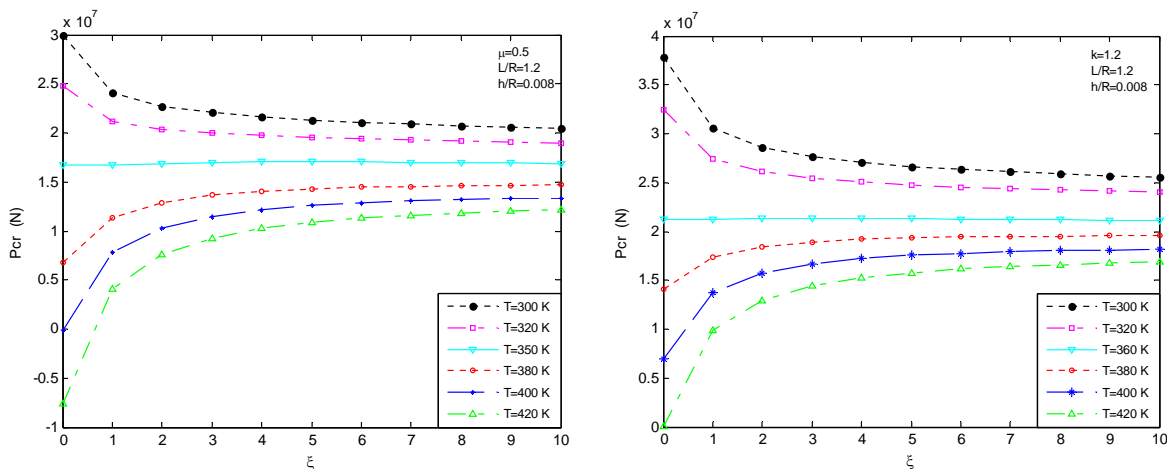 x 10^7
3
2.5
2
1.5
1
0.5
0
-0.5
-1
Pcr (N)
0 1 2 3 4 5 6 7 8 9 10
ξ
μ=0.5
L/R=1.2
h/R=0.008
T=300 K
T=320 K
T=350 K
T=380 K
T=400 K
T=420 K
x 10^7
4
3.5
3
2.5
2
1.5
1
0.5
0
Pcr (N)
0 1 2 3 4 5 6 7 8 9 10
ξ
k=1.2
L/R=1.2
h/R=0.008
T=300 K
T=320 K
T=360 K
T=380 K
T=400 K
T=420 K